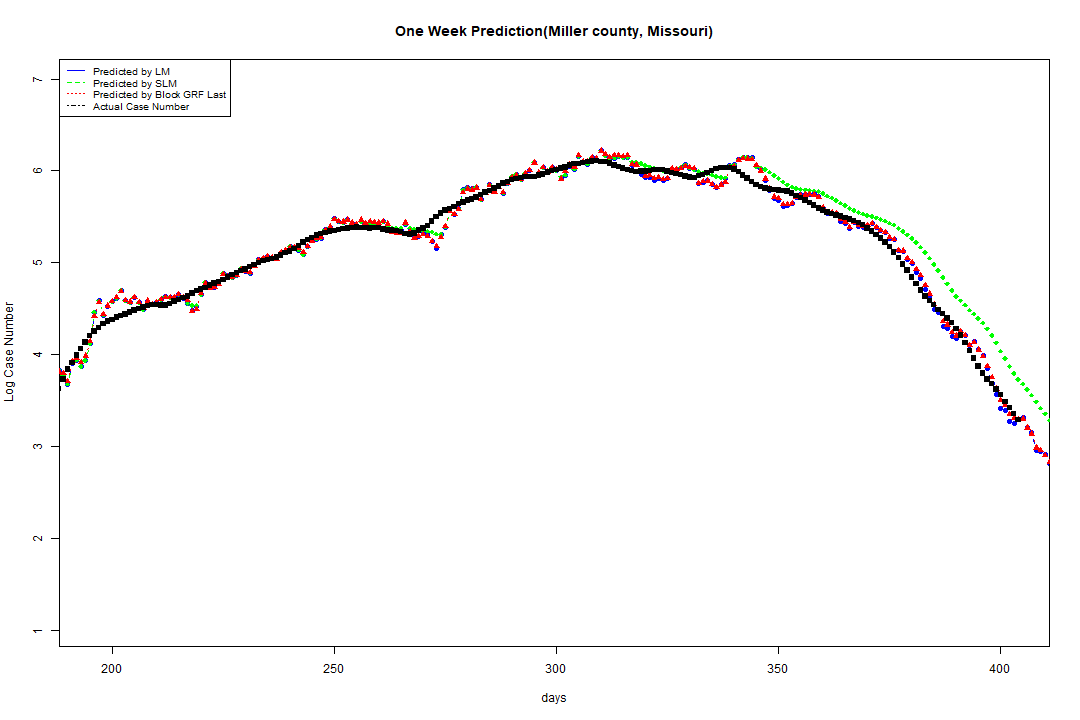 One Week Prediction(Miller county, Missouri)
Predicted by LM
Predicted by SLM
Predicted by Block GRF Last
Actual Case Number
7
6
5
4
3
2
1
Log Case Number
200 250 300 350 400
days